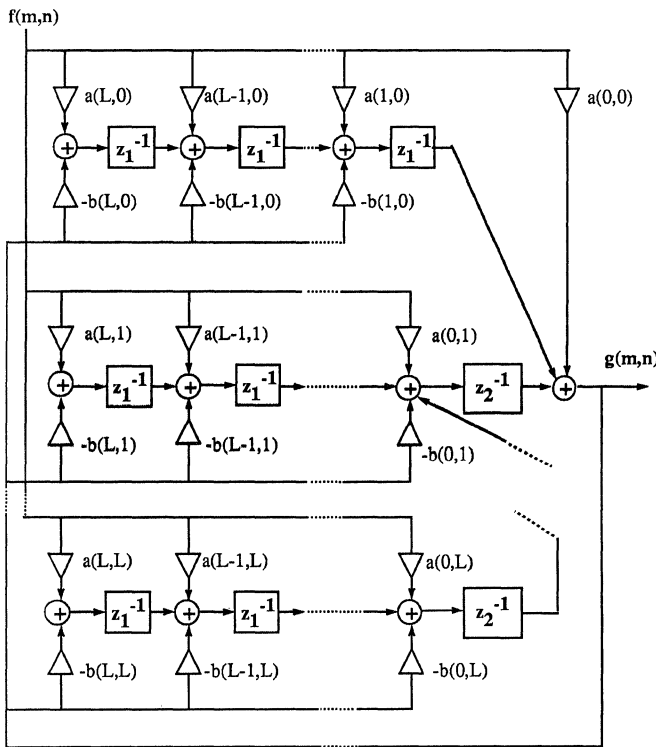 f(m,n)
a(L,0) a(L-1,0) a(1,0) a(0,0)
+ z₁⁻¹ + z₁⁻¹ + z₁⁻¹
-b(L,0) -b(L-1,0) -b(1,0)
a(L,1) a(L-1,1) a(0,1)
g(m,n)
+ z₁⁻¹ + z₁⁻¹ + z₂⁻¹ +
-b(L,1) -b(L-1,1) -b(0,1)
a(L,L) a(L-1,L) a(0,L)
+ z₁⁻¹ + z₁⁻¹ + z₂⁻¹
-b(L,L) -b(L-1,L) -b(0,L)